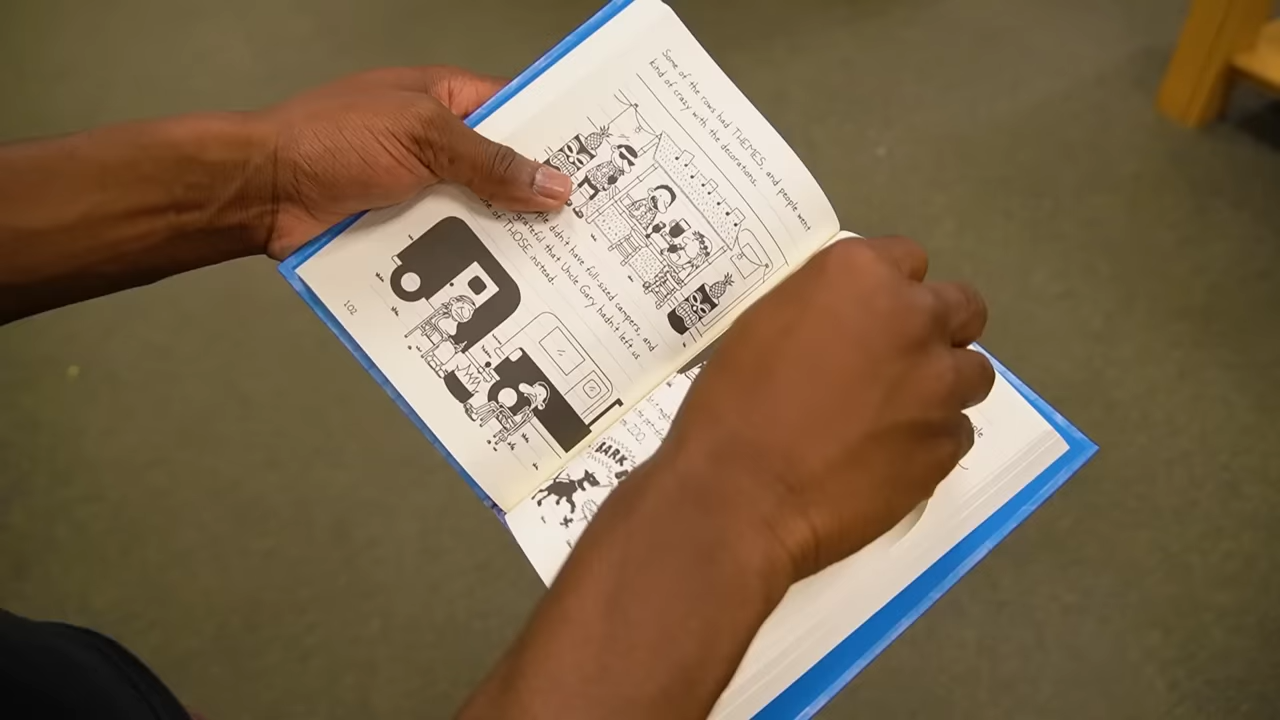 Some of the rows had THEMES, and people went
kind of crazy with the decorations.
didn't have full-sized campers, and
grateful that Uncle Gary hadn't left us
of THOSE instead.
102
ZOO.
BARK